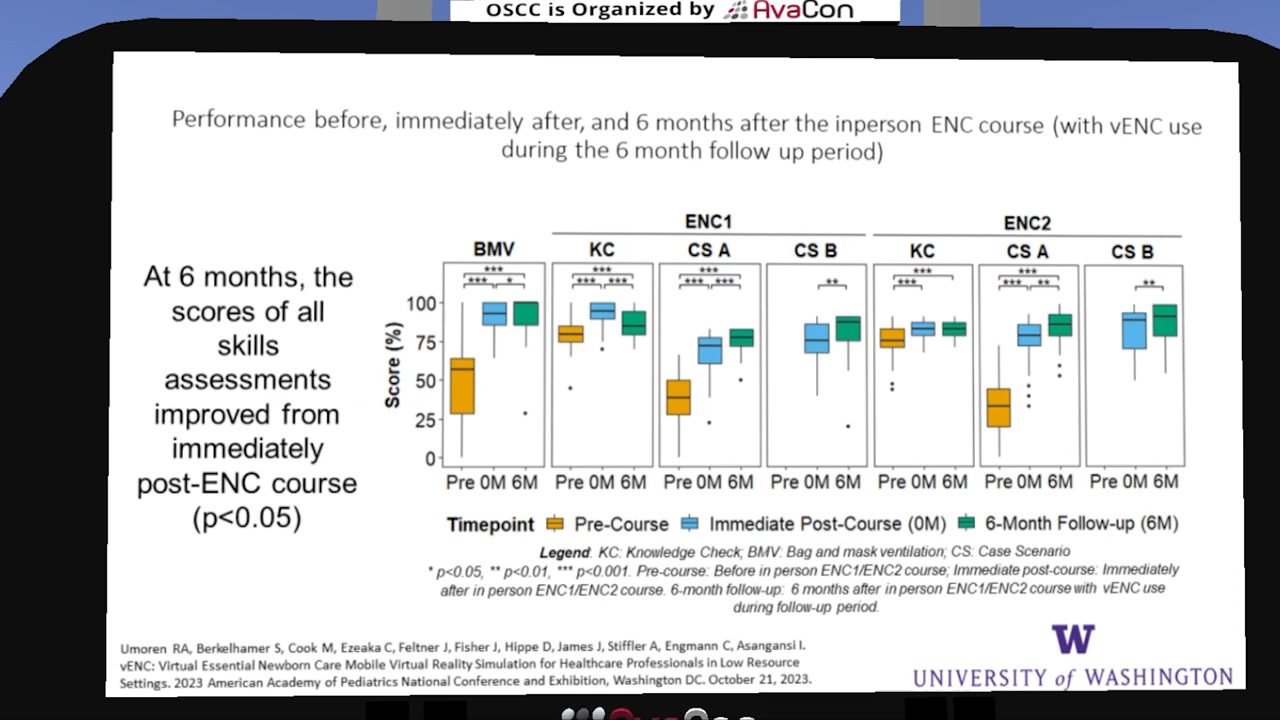 OSCC is Organized by AvaCon
Performance before, immediately after, and 6 months after the inperson ENC course (with vENC use
during the 6 month follow up period)
At 6 months, the
scores of all
skills
assessments
improved from
immediately
post-ENC course
(p<0.05)
ENC1 ENC2
BMV KC CS A CS B KC CS A CS B
*** *** *** *** ***
*** * *** *** *** *** ** *** *** ** **
Score (%)
100
75
50
25
0
Pre 0M 6M Pre 0M 6M Pre 0M 6M Pre 0M 6M Pre 0M 6M Pre 0M 6M Pre 0M 6M
Timepoint Pre-Course Immediate Post-Course (0M) 6-Month Follow-up (6M)
Legend: KC: Knowledge Check; BMV: Bag and mask ventilation; CS: Case Scenario
* p<0.05, ** p<0.01, *** p<0.001. Pre-course: Before in person ENC1/ENC2 course; Immediate post-course: Immediately
after in person ENC1/ENC2 course. 6-month follow-up: 6 months after in person ENC1/ENC2 course with vENC use
during follow-up period.
Umoren RA, Berkelhamer S, Cook M, Ezeaka C, Feltner J, Fisher J, Hippe D, James J, Stiffler A, Engmann C, Asangansi I.
vENC: Virtual Essential Newborn Care Mobile Virtual Reality Simulation for Healthcare Professionals in Low Resource
Settings. 2023 American Academy of Pediatrics National Conference and Exhibition, Washington DC. October 21, 2023.
W
UNIVERSITY of WASHINGTON